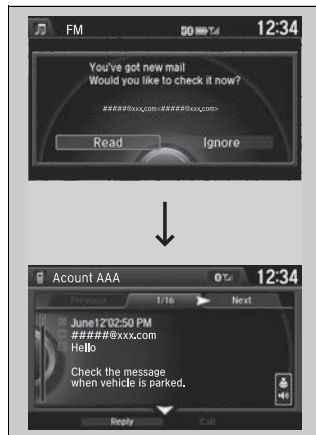 FM 12:34
You've got new mail
Would you like to check it now?
#####@xxx.com<#####@xxx.com>
Read Ignore
Acount AAA 12:34
Previous 1/16 Next
June12'02:50 PM
#####@xxx.com
Hello
Check the message
when vehicle is parked.
Reply Call